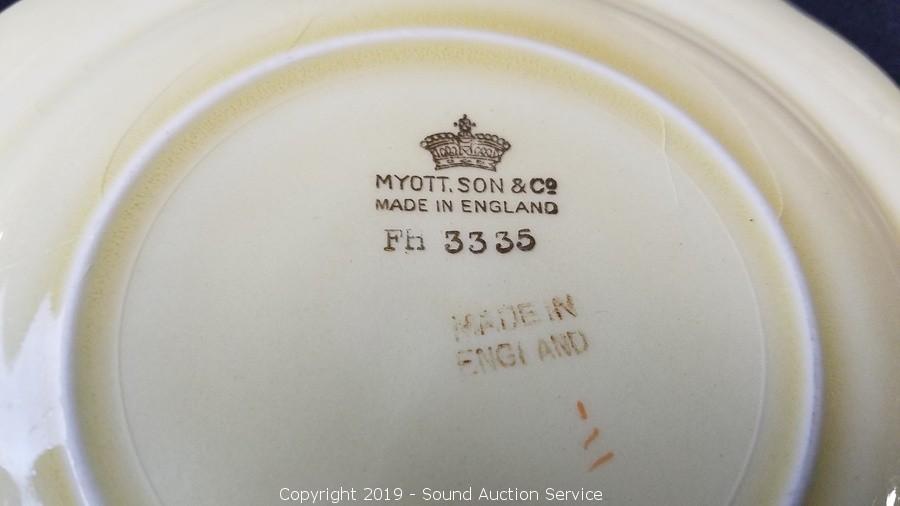 MYOTT, SON & Co
MADE IN ENGLAND
Fh 3335
MADE IN
ENGLAND
Copyright 2019 - Sound Auction Service